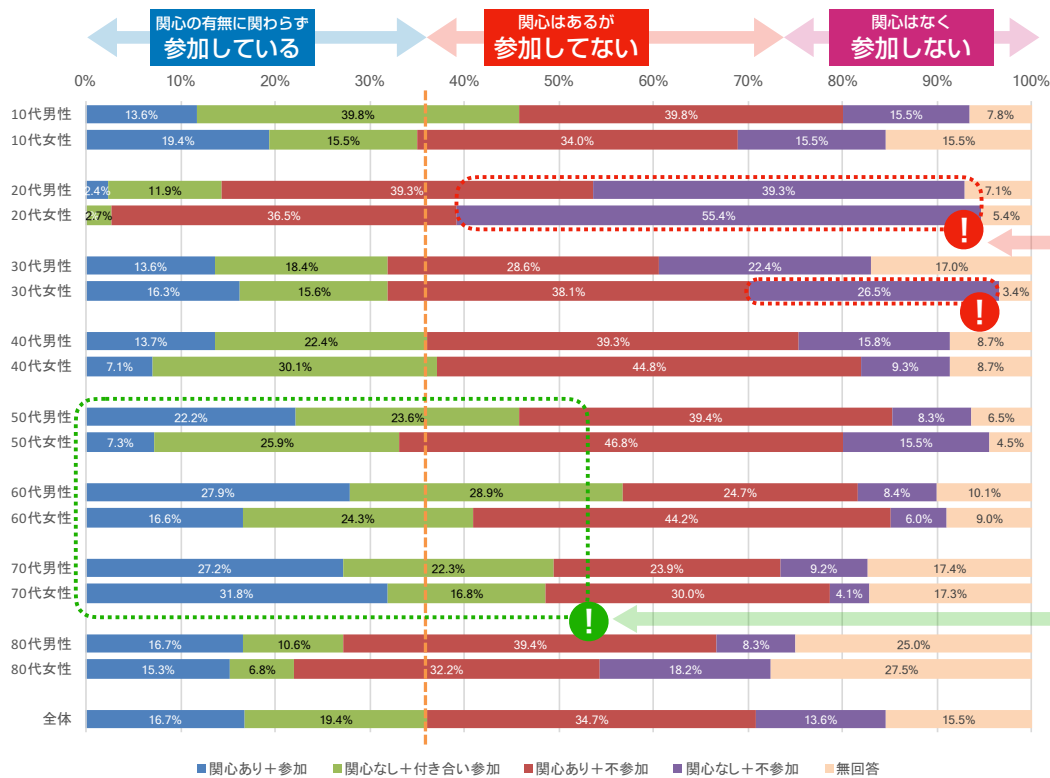 関心の有無に関わらず
参加している
関心はあるが
参加してない
関心はなく
参加しない
0% 10% 20% 30% 40% 50% 60% 70% 80% 90% 100%
10代男性 13.6% 39.8% 39.8% 15.5% 7.8%
10代女性 19.4% 15.5% 34.0% 15.5% 15.5%
20代男性 2.4% 11.9% 39.3% 39.3% 7.1%
20代女性 2.7% 36.5% 55.4% 5.4%
!
30代男性 13.6% 18.4% 28.6% 22.4% 17.0%
30代女性 16.3% 15.6% 38.1% 26.5% 3.4%
!
40代男性 13.7% 22.4% 39.3% 15.8% 8.7%
40代女性 7.1% 30.1% 44.8% 9.3% 8.7%
50代男性 22.2% 23.6% 39.4% 8.3% 6.5%
50代女性 7.3% 25.9% 46.8% 15.5% 4.5%
60代男性 27.9% 28.9% 24.7% 8.4% 10.1%
60代女性 16.6% 24.3% 44.2% 6.0% 9.0%
70代男性 27.2% 22.3% 23.9% 9.2% 17.4%
70代女性 31.8% 16.8% 30.0% 4.1% 17.3%
!
80代男性 16.7% 10.6% 39.4% 8.3% 25.0%
80代女性 15.3% 6.8% 32.2% 18.2% 27.5%
全体 16.7% 19.4% 34.7% 13.6% 15.5%
関心あり＋参加 関心なし＋付き合い参加 関心あり＋不参加 関心なし＋不参加 無回答